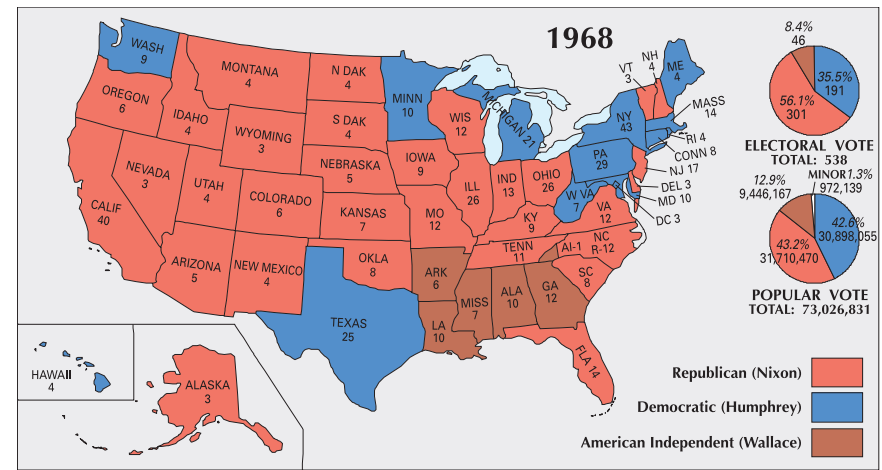 1968
WASH
9
OREGON
6
CALIF
40
NEVADA
3
IDAHO
4
MONTANA
4
WYOMING
3
UTAH
4
ARIZONA
5
COLORADO
6
NEW MEXICO
4
N DAK
4
S DAK
4
NEBRASKA
5
KANSAS
7
OKLA
8
TEXAS
25
MINN
10
IOWA
9
MO
12
ARK
6
LA
10
WIS
12
ILL
26
MICHIGAN 21
IND
13
OHIO
26
KY
9
TENN
11
MISS
7
ALA
10
GA
12
FLA 14
SC
8
NC
R-12
AI-1
VA
12
W VA
7
PA
29
NY
43
VT
3
NH
4
ME
4
MASS
14
RI 4
CONN 8
NJ 17
DEL 3
MD 10
DC 3
HAWAII
4
ALASKA
3
8.4%
46
35.5%
191
56.1%
301
ELECTORAL VOTE
TOTAL: 538
MINOR 1.3%
972,139
12.9%
9,446,167
42.6%
30,898,055
43.2%
31,710,470
POPULAR VOTE
TOTAL: 73,026,831
Republican (Nixon)
Democratic (Humphrey)
American Independent (Wallace)